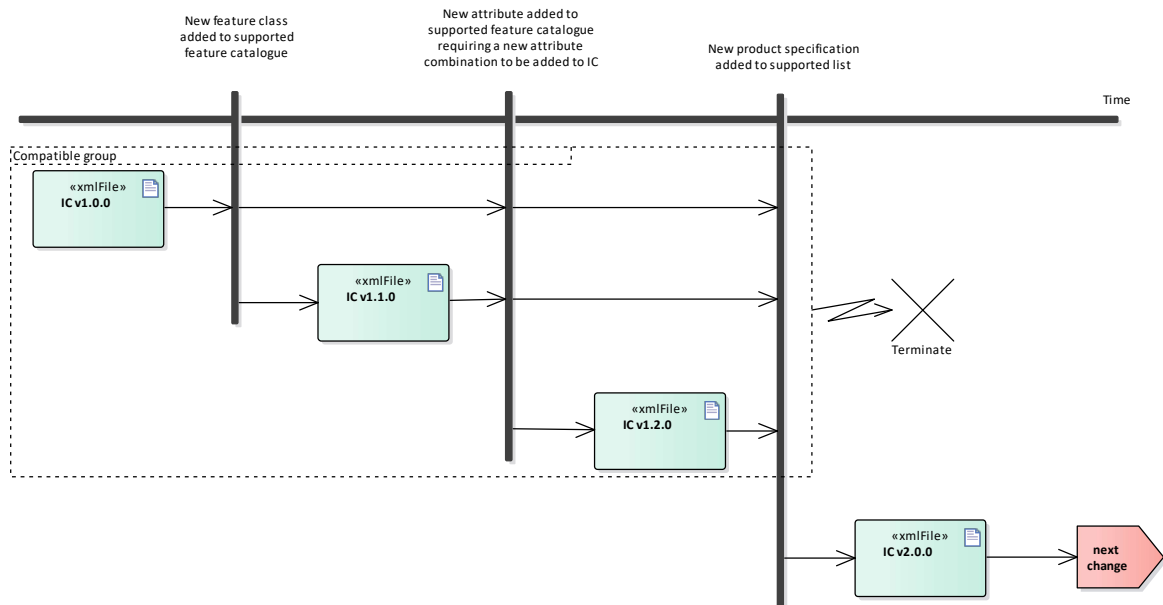 New feature class
added to supported
feature catalogue
New attribute added to
supported feature catalogue
requiring a new attribute
combination to be added to IC
New product specification
added to supported list
Time
Compatible group
«xmlFile»
IC v1.0.0
«xmlFile»
IC v1.1.0
Terminate
«xmlFile»
IC v1.2.0
«xmlFile»
IC v2.0.0
next
change